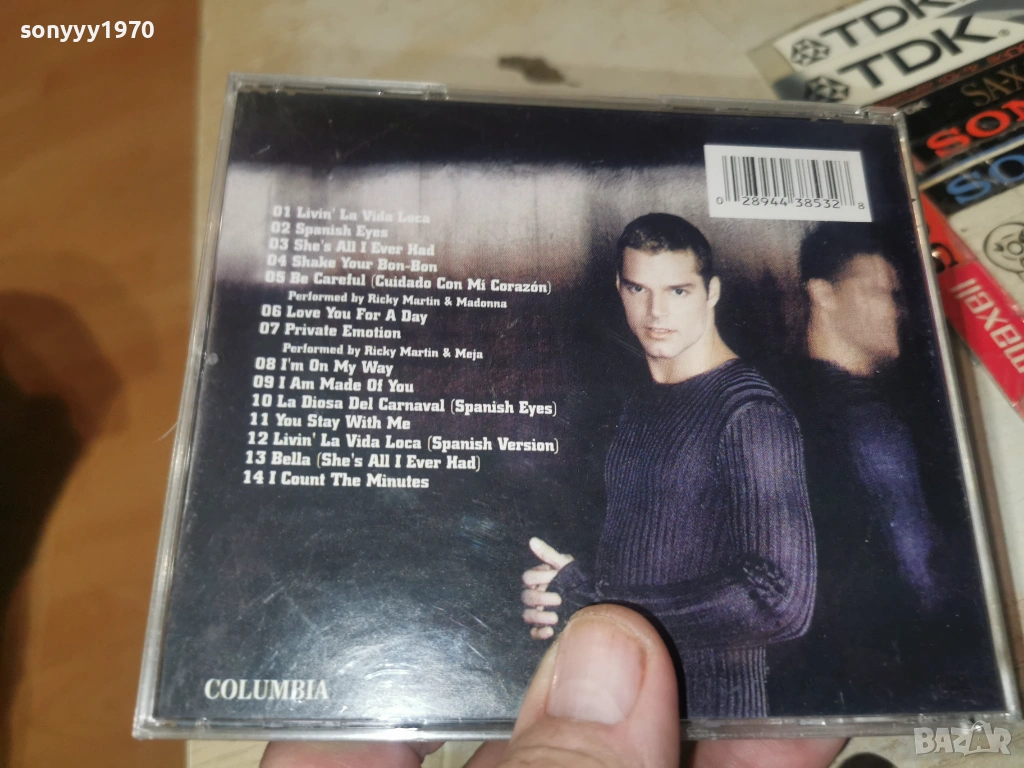 sonyyy1970
TDK
TDK
SA-X
SON
SO
0 28944 38532 8
01 Livin' La Vida Loca
02 Spanish Eyes
03 She's All I Ever Had
04 Shake Your Bon-Bon
05 Be Careful (Cuidado Con Mi Corazón)
Performed by Ricky Martin & Madonna
06 Love You For A Day
07 Private Emotion
Performed by Ricky Martin & Meja
08 I'm On My Way
09 I Am Made Of You
10 La Diosa Del Carnaval (Spanish Eyes)
11 You Stay With Me
12 Livin' La Vida Loca (Spanish Version)
13 Bella (She's All I Ever Had)
14 I Count The Minutes
maxell
COLUMBIA
BAZAR